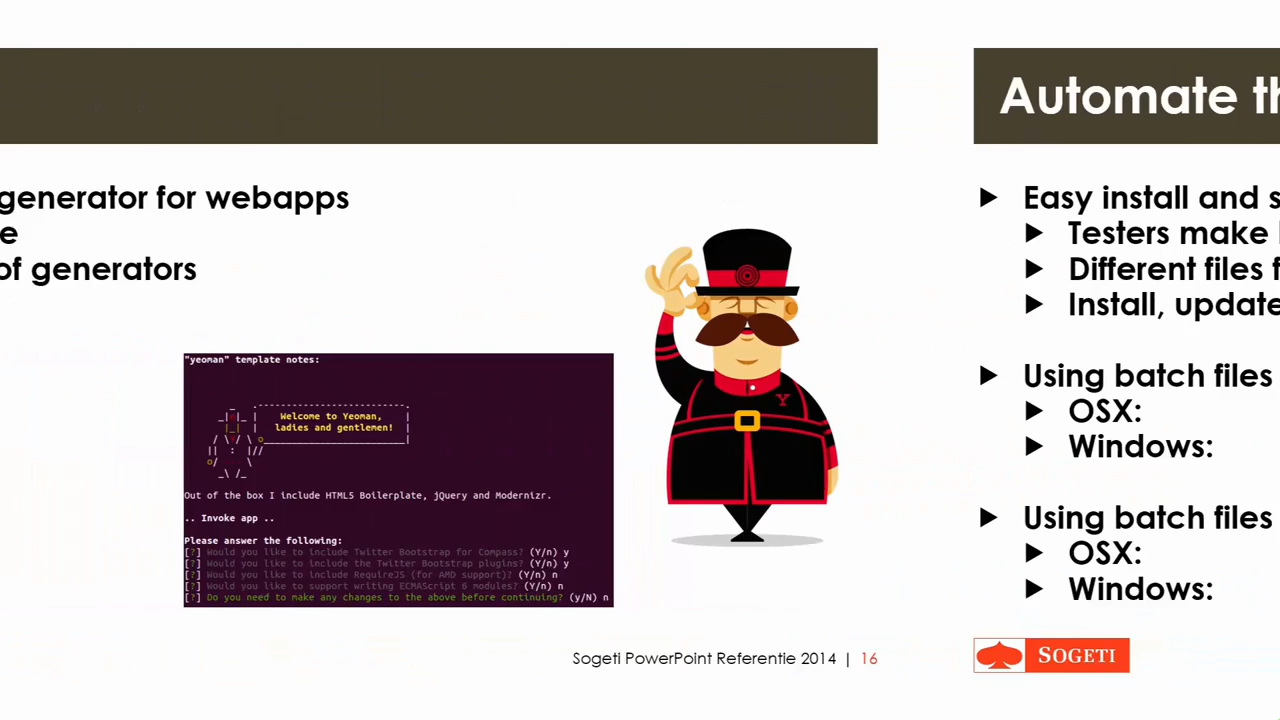 generator for webapps
e
of generators
"yeoman" template notes:
Welcome to Yeoman,
ladies and gentlemen!
Out of the box I include HTML5 Boilerplate, jQuery and Modernizr.
.. Invoke app ..
Please answer the following:
[?] Would you like to include Twitter Bootstrap for Compass? (Y/n) y
[?] Would you like to include the Twitter Bootstrap plugins? (Y/n) y
[?] Would you like to include RequireJS (for AMD support)? (Y/n) n
[?] Would you like to support writing ECMAScript 6 modules? (Y/n) n
[?] Do you need to make any changes to the above before continuing? (y/N) n
Y
Sogeti PowerPoint Referentie 2014 | 16
Automate th
Easy install and s
Testers make
Different files f
Install, update
Using batch files
OSX:
Windows:
Using batch files
OSX:
Windows:
SOGETI